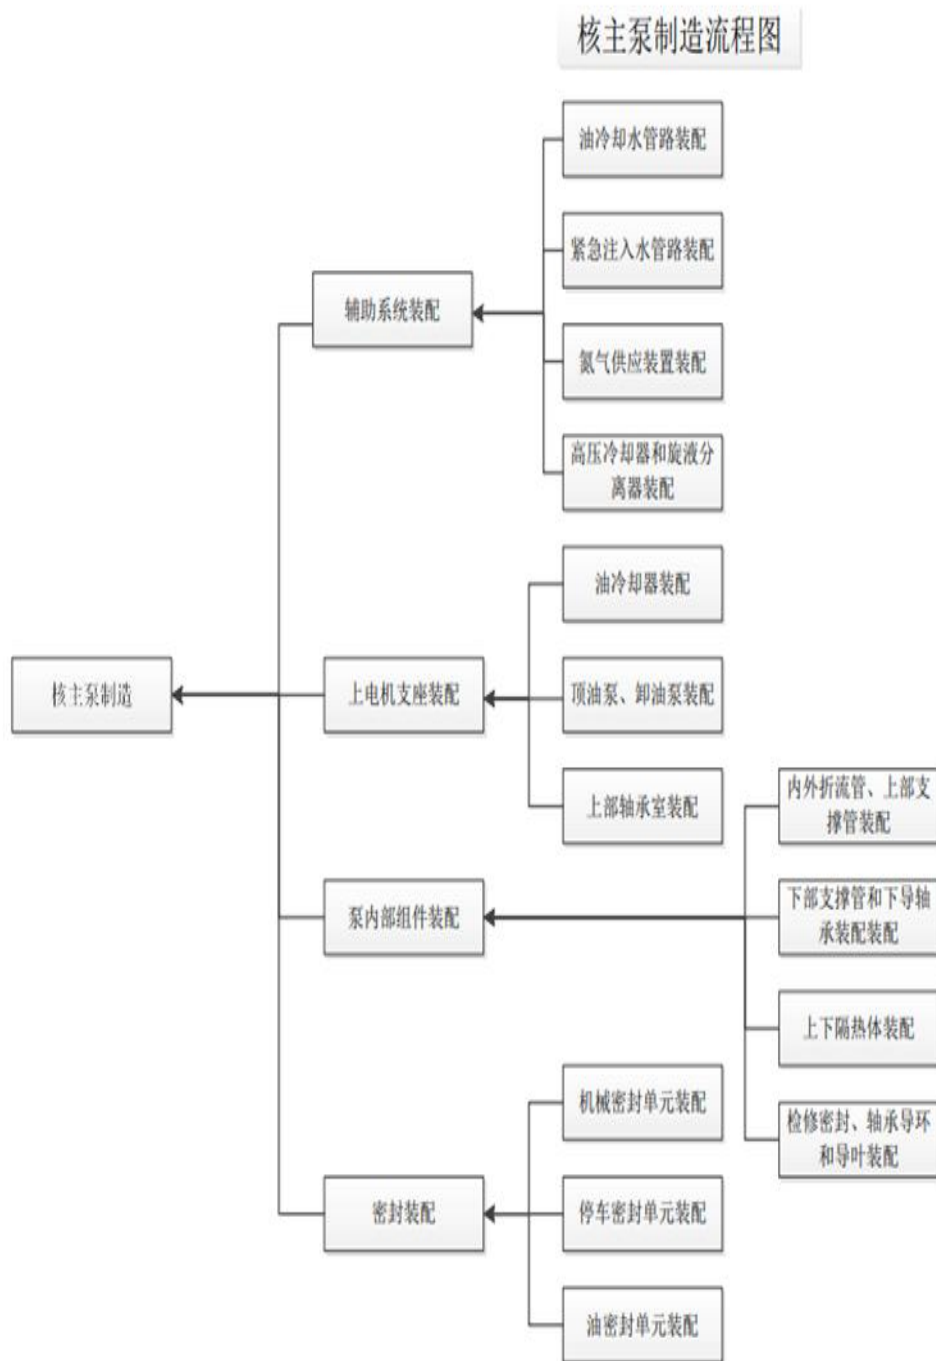 核主泵制造流程图
油冷却水管路装配
紧急注入水管路装配
辅助系统装配
氮气供应装置装配
高压冷却器和旋液分
离器装配
油冷却器装配
核主泵制造
上电机支座装配
顶油泵、卸油泵装配
上部轴承室装配
内外折流管、上部支
撑管装配
泵内部组件装配
下部支撑管和下导轴
承装配装配
上下隔热体装配
检修密封、轴承导环
和导叶装配
机械密封单元装配
密封装配
停车密封单元装配
油密封单元装配